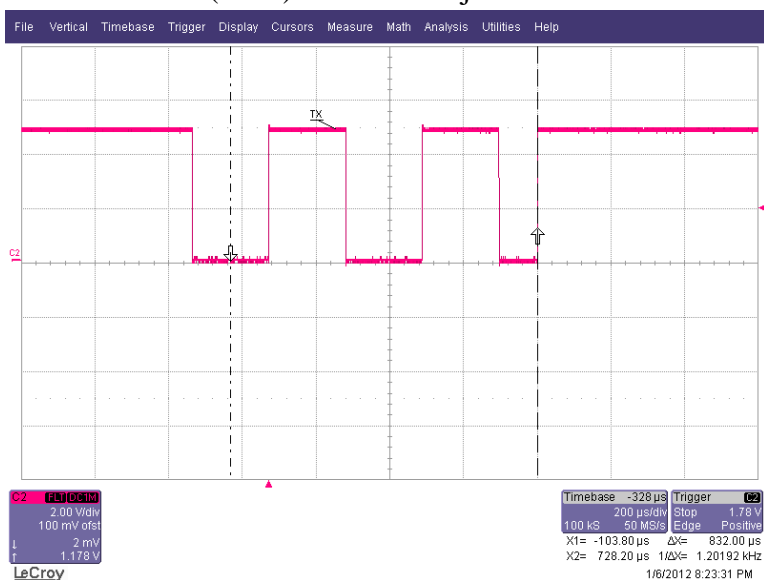 File Vertical Timebase Trigger Display Cursors Measure Math Analysis Utilities Help
TX
C2
C2 FLT DC1M
2.00 V/div
100 mV ofst
↓ 2 mV
↑ 1.178 V
Timebase -328 µs
200 µs/div
100 kS 50 MS/s
Trigger C2
Stop 1.78 V
Edge Positive
X1= -103.80 µs ΔX= 832.00 µs
X2= 728.20 µs 1/ΔX= 1.20192 kHz
LeCroy
1/6/2012 8:23:31 PM